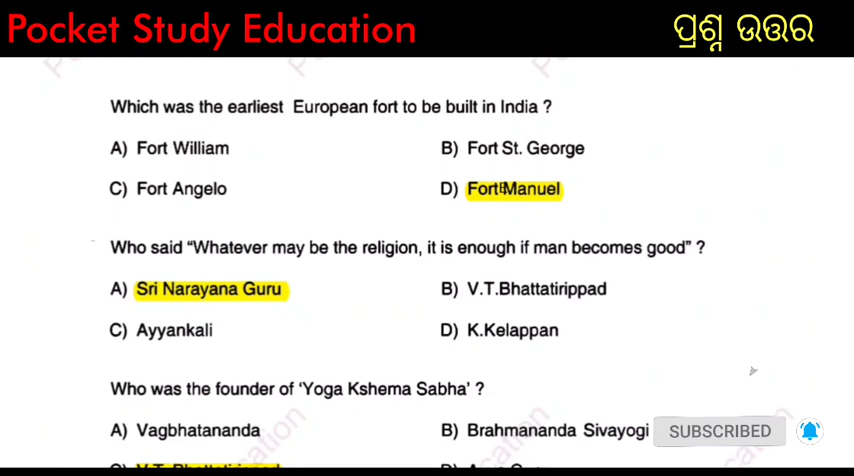 Pocket Study Education ପ୍ରଶ୍ନ ଉତ୍ତର
Which was the earliest European fort to be built in India ?
A) Fort William B) Fort St. George
C) Fort Angelo D) Fort Manuel
Who said “Whatever may be the religion, it is enough if man becomes good” ?
A) Sri Narayana Guru B) V.T.Bhattatirippad
C) Ayyankali D) K.Kelappan
Who was the founder of ‘Yoga Kshema Sabha’ ?
A) Vagbhatananda B) Brahmananda Sivayogi
SUBSCRIBED
C) V.T. Bhattatirippad